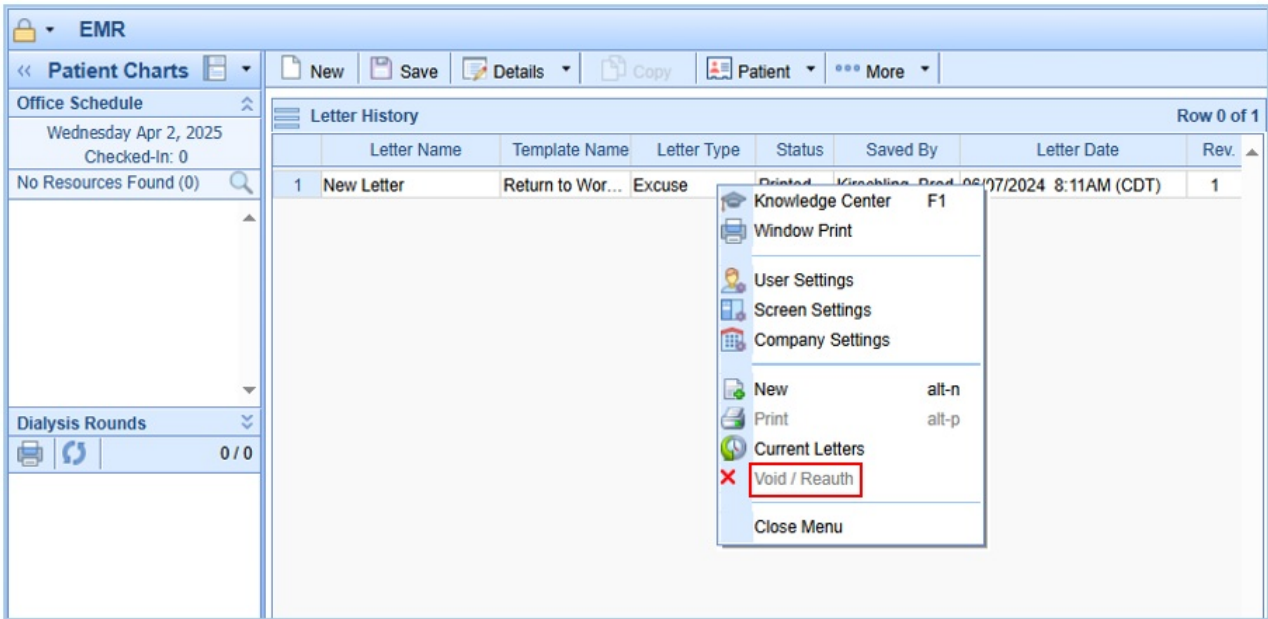 EMR
Patient Charts
New Save Details Copy Patient More
Office Schedule
Wednesday Apr 2, 2025
Checked-In: 0
No Resources Found (0)
Dialysis Rounds
0 / 0
Letter History Row 0 of 1
Letter Name Template Name Letter Type Status Saved By Letter Date Rev.
1 New Letter Return to Wor... Excuse Printed Kirschling, Prod 06/07/2024 8:11AM (CDT) 1
Knowledge Center F1
Window Print
User Settings
Screen Settings
Company Settings
New alt-n
Print alt-p
Current Letters
Void / Reauth
Close Menu